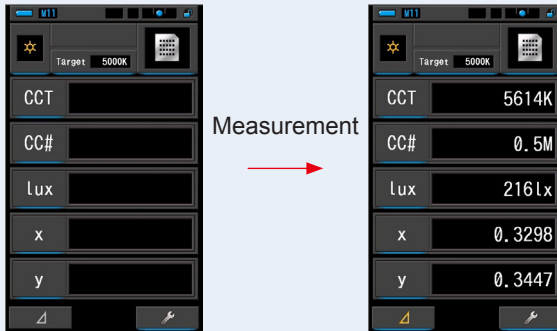 M11
Target 5000K
CCT
CC#
lux
x
y
Measurement
M11
Target 5000K
CCT 5614K
CC# 0.5M
lux 216lx
x 0.3298
y 0.3447